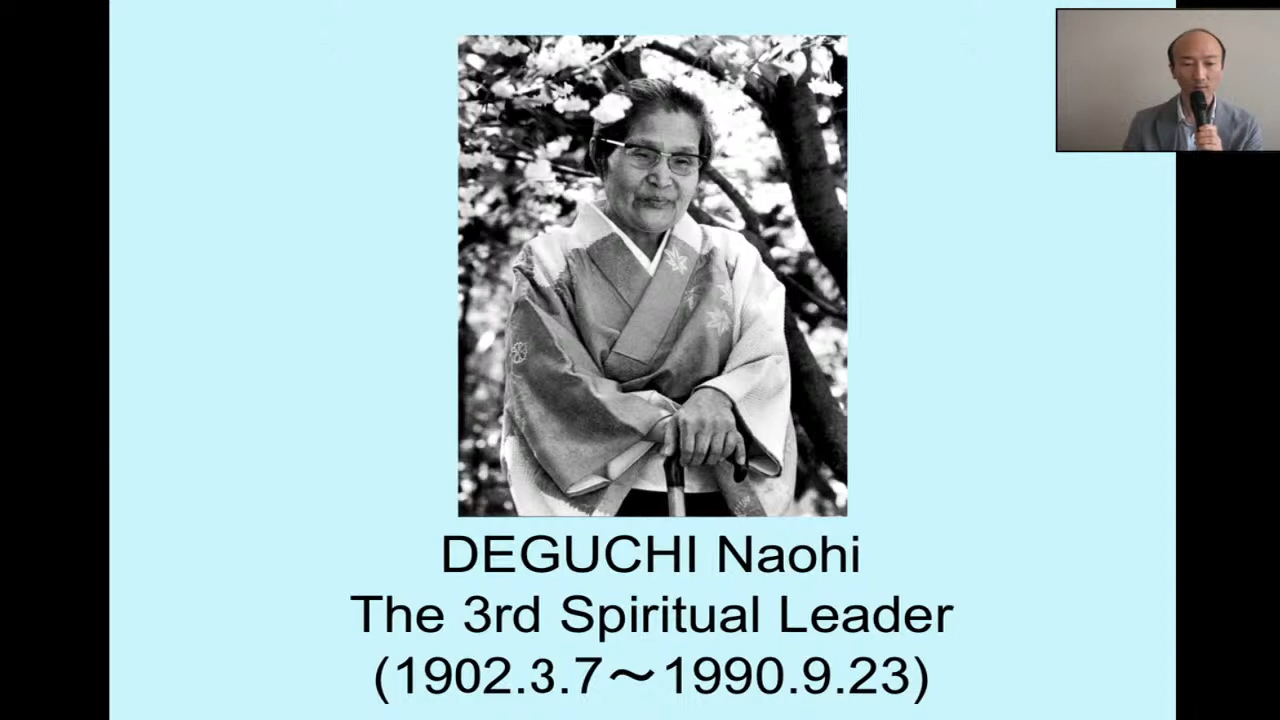 DEGUCHI Naohi
The 3rd Spiritual Leader
(1902.3.7～1990.9.23)